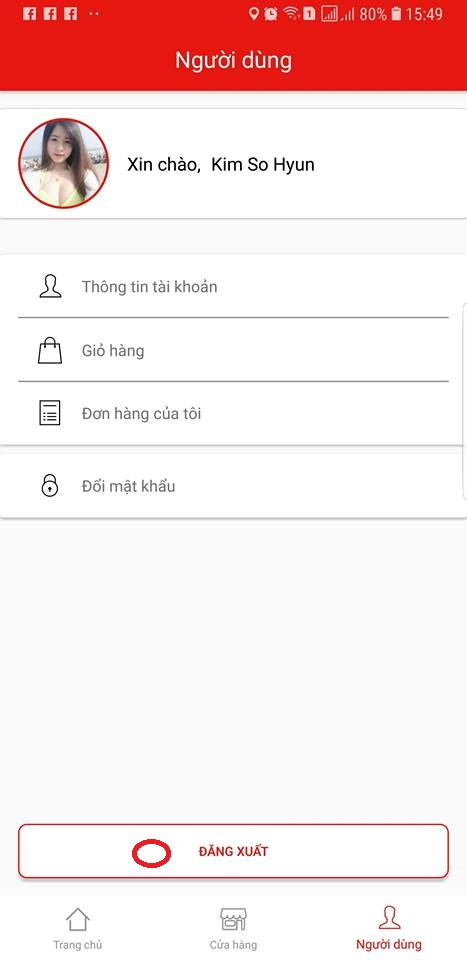 80% 15:49
Người dùng
Xin chào, Kim So Hyun
Thông tin tài khoản
Giỏ hàng
Đơn hàng của tôi
Đổi mật khẩu
ĐĂNG XUẤT
Trang chủ Cửa hàng Người dùng